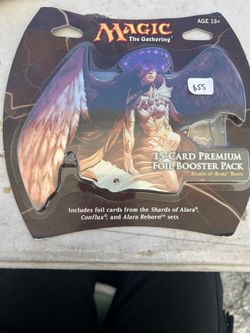 AGE 13+
MAGIC
The Gathering®
$55
15-CARD PREMIUM
FOIL BOOSTER PACK
SHARDS OF ALARA® BLOCK
Includes foil cards from the Shards of Alara®,
Conflux®, and Alara Reborn™ sets